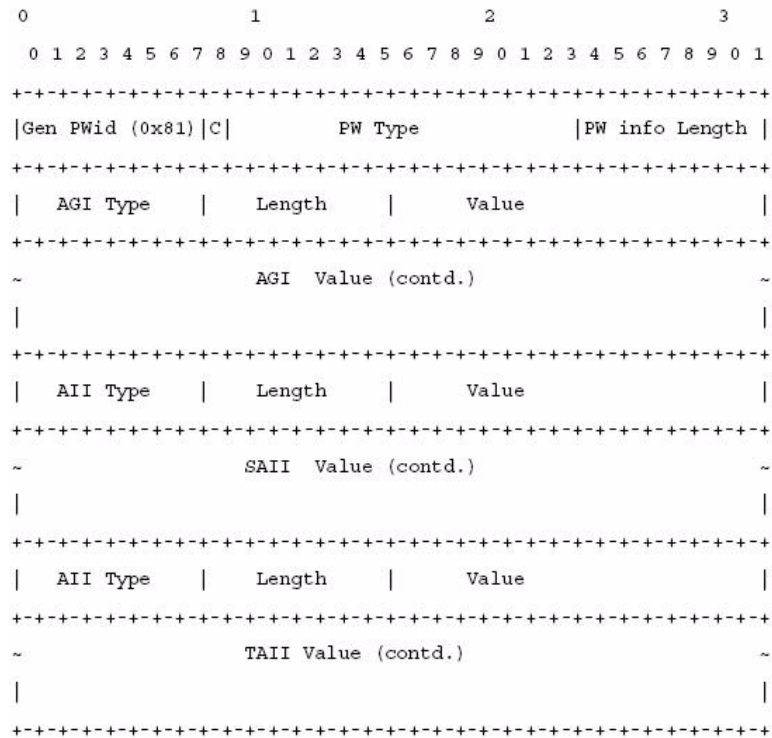 0                   1                   2                   3
 0 1 2 3 4 5 6 7 8 9 0 1 2 3 4 5 6 7 8 9 0 1 2 3 4 5 6 7 8 9 0 1
+-+-+-+-+-+-+-+-+-+-+-+-+-+-+-+-+-+-+-+-+-+-+-+-+-+-+-+-+-+-+-+-+
|Gen PWid (0x81)|C|         PW Type             |PW info Length |
+-+-+-+-+-+-+-+-+-+-+-+-+-+-+-+-+-+-+-+-+-+-+-+-+-+-+-+-+-+-+-+-+
|   AGI Type    |    Length     |      Value                    |
+-+-+-+-+-+-+-+-+-+-+-+-+-+-+-+-+-+-+-+-+-+-+-+-+-+-+-+-+-+-+-+-+
~                    AGI  Value (contd.)                        ~
|                                                               |
+-+-+-+-+-+-+-+-+-+-+-+-+-+-+-+-+-+-+-+-+-+-+-+-+-+-+-+-+-+-+-+-+
|   AII Type    |    Length     |      Value                    |
+-+-+-+-+-+-+-+-+-+-+-+-+-+-+-+-+-+-+-+-+-+-+-+-+-+-+-+-+-+-+-+-+
~                   SAII  Value (contd.)                        ~
|                                                               |
+-+-+-+-+-+-+-+-+-+-+-+-+-+-+-+-+-+-+-+-+-+-+-+-+-+-+-+-+-+-+-+-+
|   AII Type    |    Length     |      Value                    |
+-+-+-+-+-+-+-+-+-+-+-+-+-+-+-+-+-+-+-+-+-+-+-+-+-+-+-+-+-+-+-+-+
~                   TAII Value (contd.)                         ~
|                                                               |
+-+-+-+-+-+-+-+-+-+-+-+-+-+-+-+-+-+-+-+-+-+-+-+-+-+-+-+-+-+-+-+-+